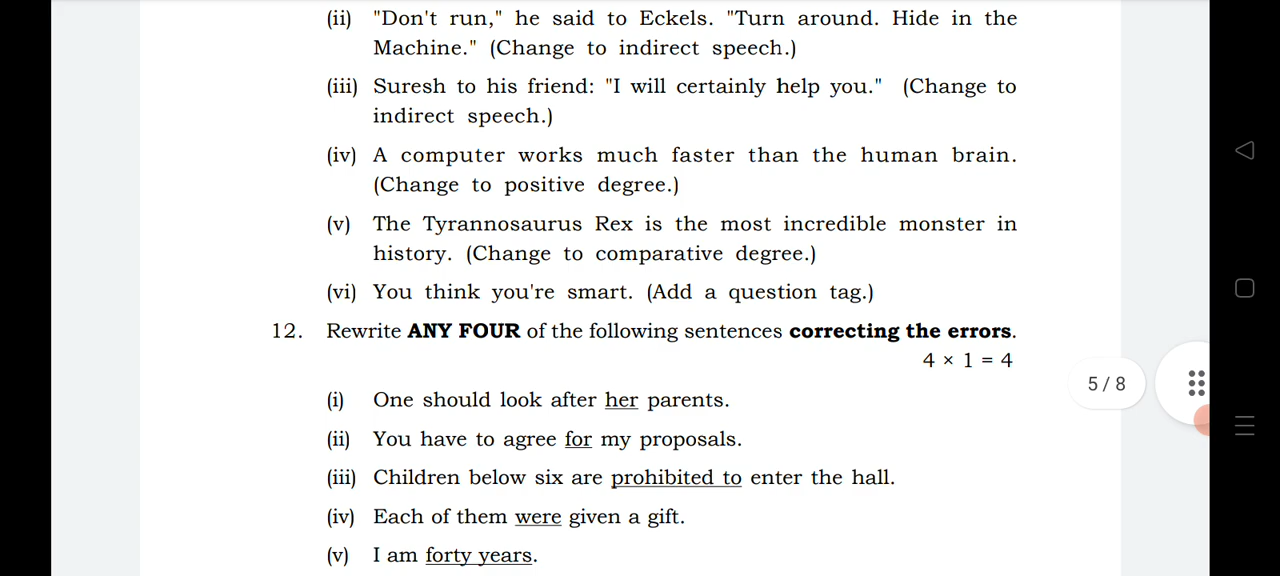 (ii) "Don't run," he said to Eckels. "Turn around. Hide in the
Machine." (Change to indirect speech.)
(iii) Suresh to his friend: "I will certainly help you." (Change to
indirect speech.)
(iv) A computer works much faster than the human brain.
(Change to positive degree.)
(v) The Tyrannosaurus Rex is the most incredible monster in
history. (Change to comparative degree.)
(vi) You think you're smart. (Add a question tag.)
12. Rewrite ANY FOUR of the following sentences correcting the errors.
4 × 1 = 4
5 / 8
(i) One should look after her parents.
(ii) You have to agree for my proposals.
(iii) Children below six are prohibited to enter the hall.
(iv) Each of them were given a gift.
(v) I am forty years.